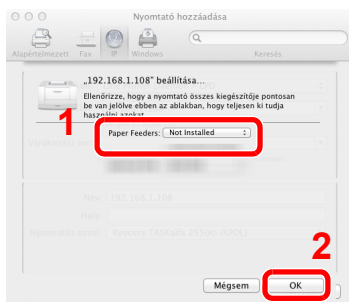 Nyomtató hozzáadása
Alapértelmezett Fax IP Windows Keresés
„192.168.1.108” beállítása...
Ellenőrizze, hogy a nyomtató összes kiegészítője pontosan
be van jelölve ebben az ablakban, hogy teljesen ki tudja
használni azokat.
1
Paper Feeders: Not Installed
Név: 192.168.1.108
Hely:
2
Mégsem OK